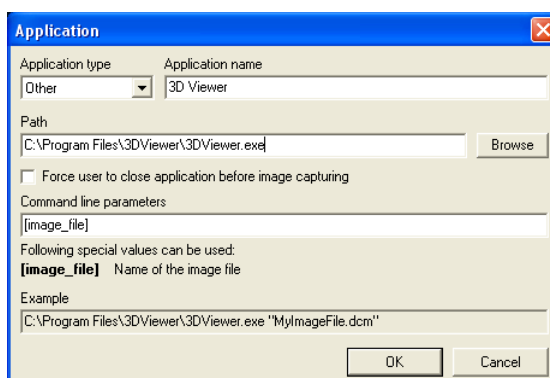 Application
Application type Application name
Other 3D Viewer
Path
C:\Program Files\3DViewer\3DViewer.exe Browse
Force user to close application before image capturing
Command line parameters
[image_file]
Following special values can be used:
[image_file] Name of the image file
Example
C:\Program Files\3DViewer\3DViewer.exe "MyImageFile.dcm"
OK Cancel